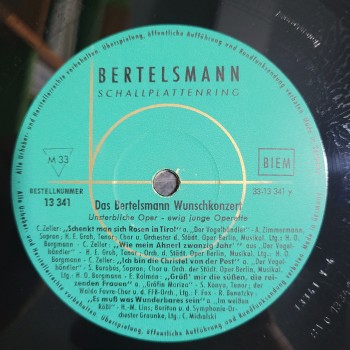 BERTELSMANN
SCHALLPLATTENRING
M 33
BIEM
BESTELLNUMMER
13 341
33-13 341 y
Das Bertelsmann Wunschkonzert
Unsterbliche Oper - ewig junge Operette
C. Zeller: „Schenkt man sich Rosen in Tirol" a. „Der Vogelhändler" - A. Zimmermann,
Sopran; H. E. Groh, Tenor; Chor u. Orchester d. Städt. Oper Berlin, Musikal. Ltg.: H. O.
Bergmann - C. Zeller: „Wie mein Ahnerl zwanzig Jahr" aus „Der Vogel-
händler" - H. E. Groh, Tenor, d. Städt. Oper Berlin, Musikal. Ltg.: H. O.
Bergmann - C. Zeller: „Ich bin die Christel von der Post" a. „Der Vogel-
händler" - S. Barabas, Sopran; Chor u. Orch. der Städt. Oper Berlin, Musikal.
Ltg.: H. O. Bergmann - E. Kalman: „Grüß' mir die süßen, die rei-
zenden Frauen" a. „Gräfin Mariza" - S. Kónya, Tenor; der
Waldo Favre-Chor u. d. FFB-Orch., Ltg.: F. Fox - R. Benatzky:
„Es muß was Wunderbares sein" a. „Im weißen
Rößl" - H.-M. Lins, Bariton u. d. Symphonie-Or-
chester Graunke, Ltg.: C. Michalski